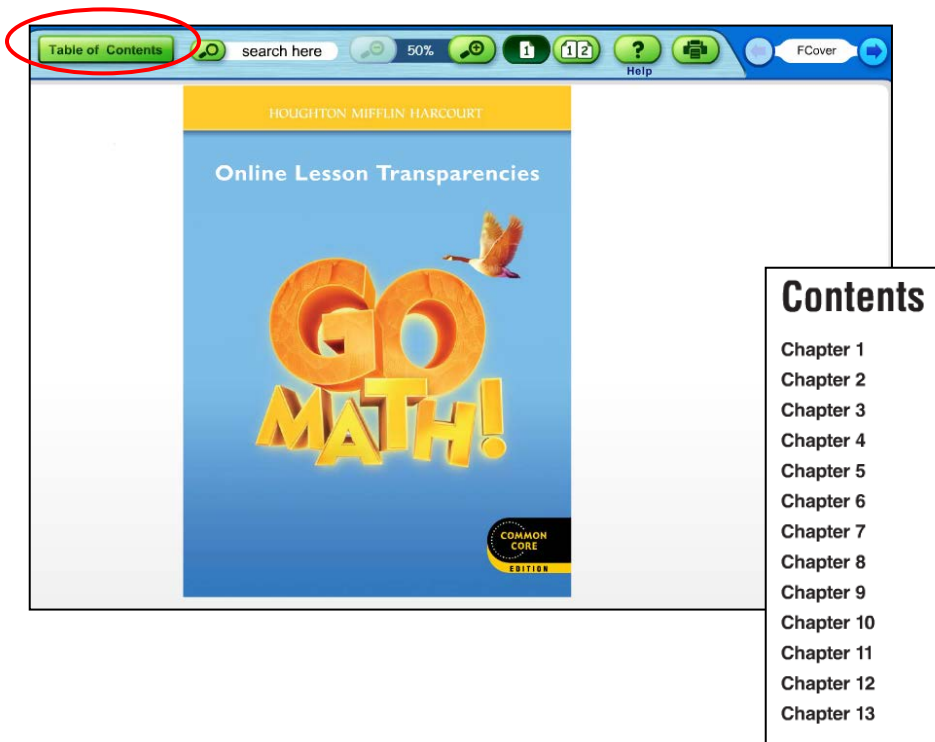 Table of Contents search here 50% 1 1 2 ? FCover
Help
HOUGHTON MIFFLIN HARCOURT
Online Lesson Transparencies
GO
MATH!
COMMON
CORE
EDITION
Contents
Chapter 1
Chapter 2
Chapter 3
Chapter 4
Chapter 5
Chapter 6
Chapter 7
Chapter 8
Chapter 9
Chapter 10
Chapter 11
Chapter 12
Chapter 13